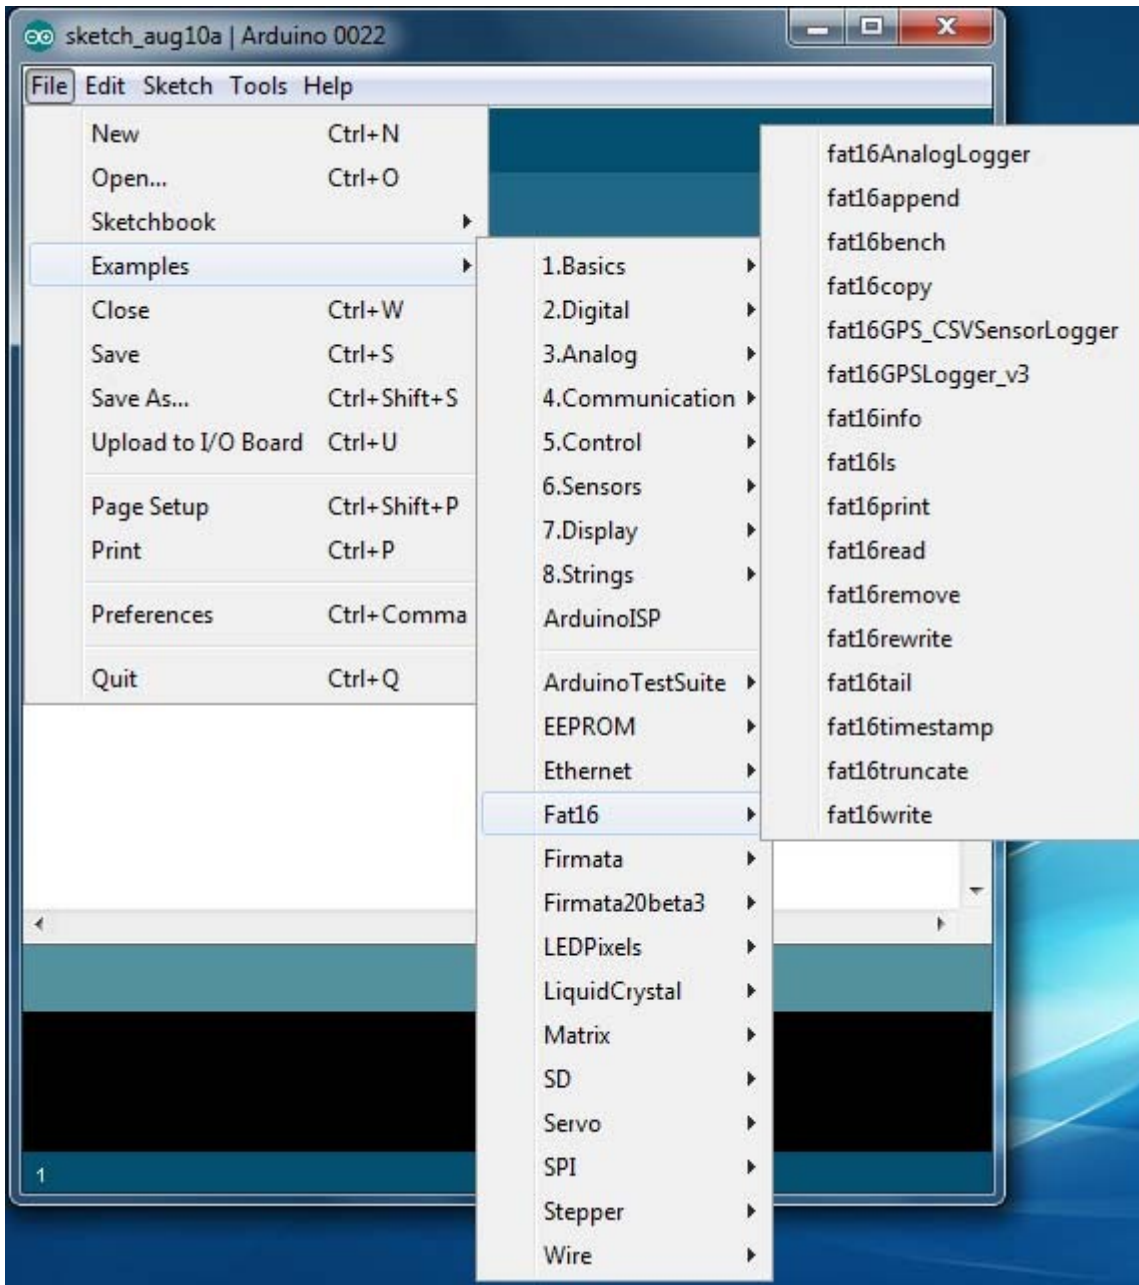 sketch_aug10a | Arduino 0022
File Edit Sketch Tools Help
New Ctrl+N
Open... Ctrl+O
Sketchbook
Examples
Close Ctrl+W
Save Ctrl+S
Save As... Ctrl+Shift+S
Upload to I/O Board Ctrl+U
Page Setup Ctrl+Shift+P
Print Ctrl+P
Preferences Ctrl+Comma
Quit Ctrl+Q
1.Basics
2.Digital
3.Analog
4.Communication
5.Control
6.Sensors
7.Display
8.Strings
ArduinoISP
ArduinoTestSuite
EEPROM
Ethernet
Fat16
Firmata
Firmata20beta3
LEDPixels
LiquidCrystal
Matrix
SD
Servo
SPI
Stepper
Wire
fat16AnalogLogger
fat16append
fat16bench
fat16copy
fat16GPS_CSVSensorLogger
fat16GPSLogger_v3
fat16info
fat16ls
fat16print
fat16read
fat16remove
fat16rewrite
fat16tail
fat16timestamp
fat16truncate
fat16write
1